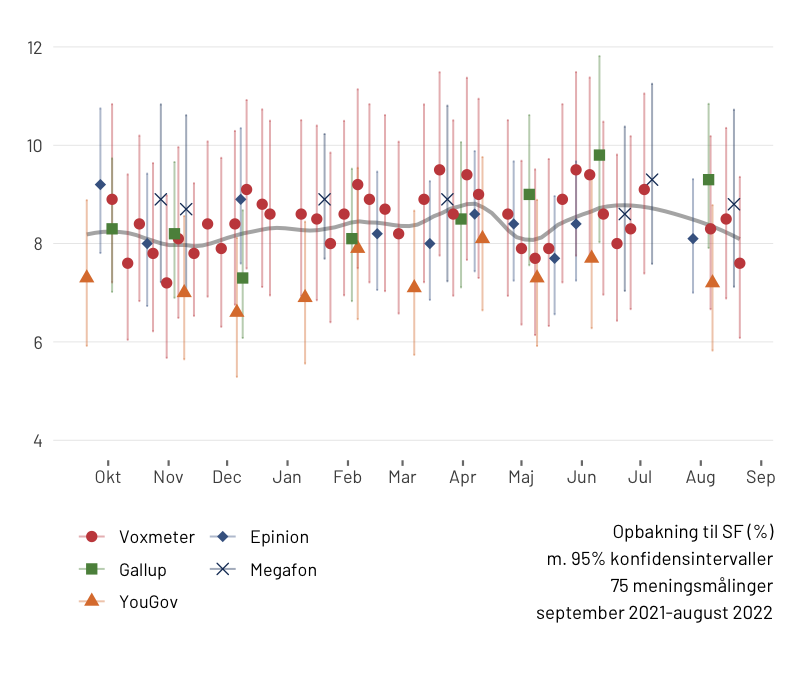 12
10
8
6
4
Okt Nov Dec Jan Feb Mar Apr Maj Jun Jul Aug Sep
Voxmeter Epinion
Gallup Megafon
YouGov
Opbakning til SF (%)
m. 95% konfidensintervaller
75 meningsmålinger
september 2021-august 2022